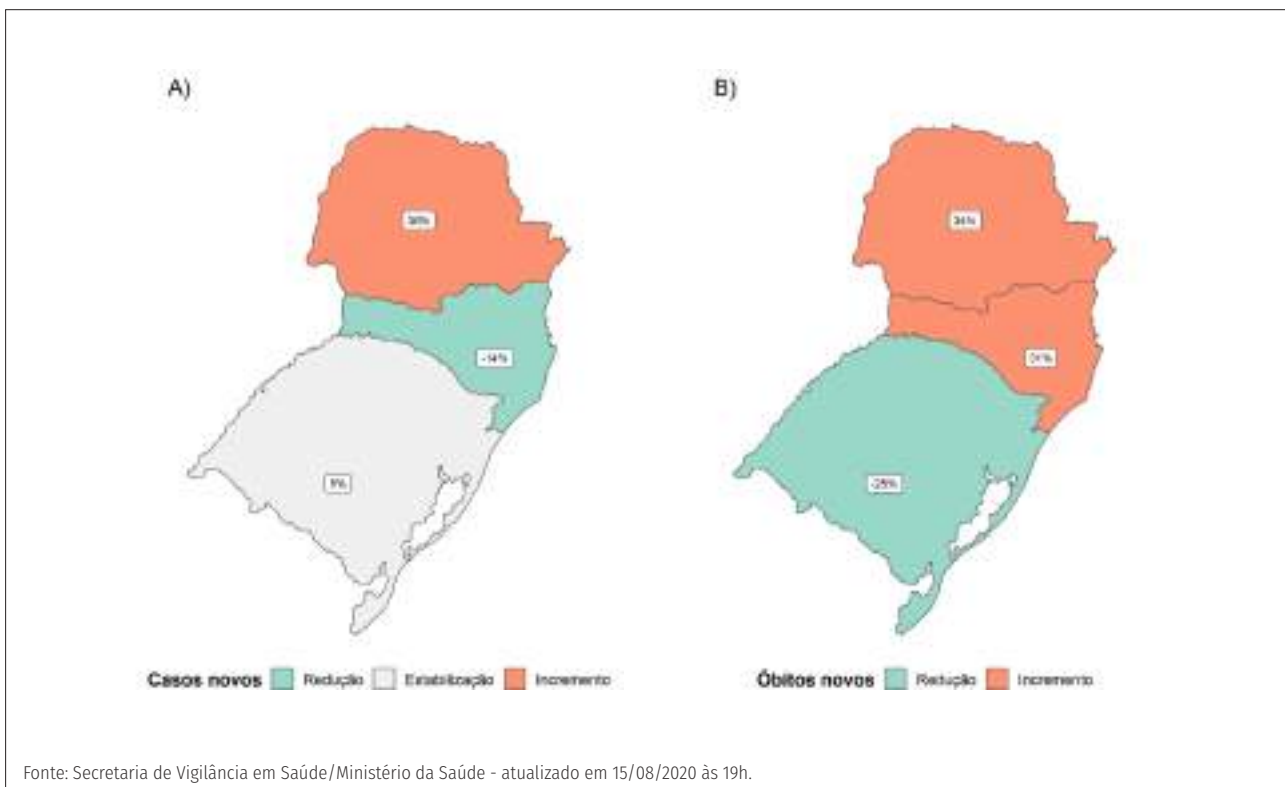 A)
B)
-14%
Casos novos Redução Estabilização Incremento
Óbitos novos Redução Incremento
Fonte: Secretaria de Vigilância em Saúde/Ministério da Saúde - atualizado em 15/08/2020 às 19h.